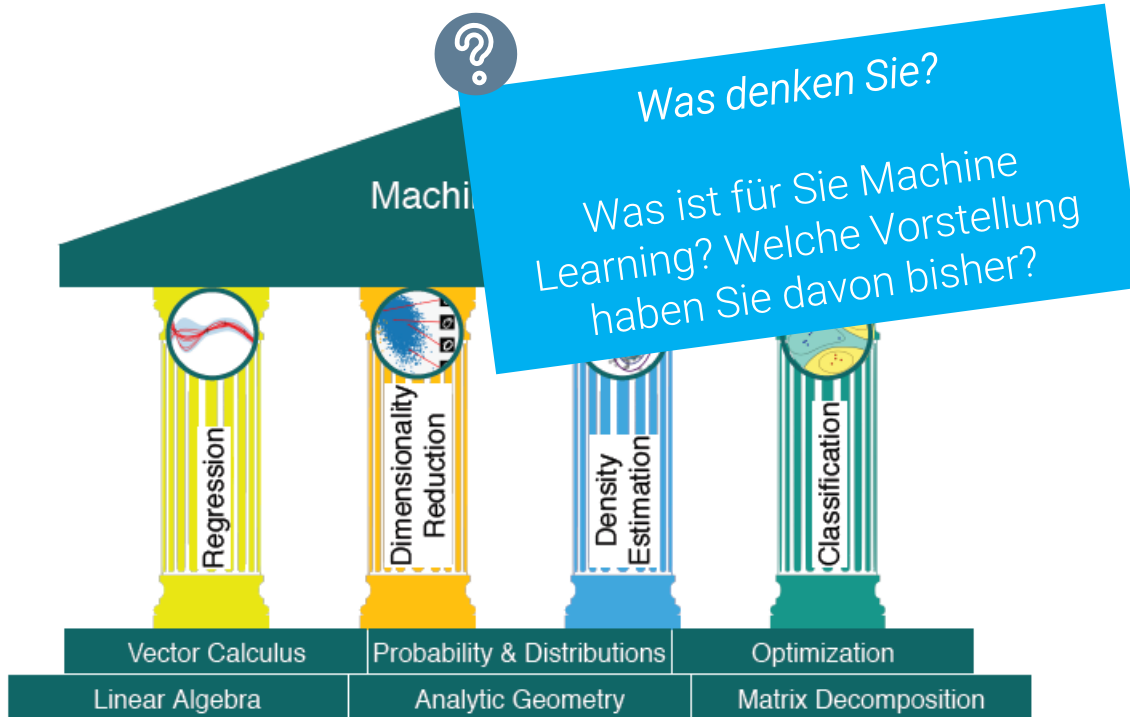 Was denken Sie?
Was ist für Sie Machine
Learning? Welche Vorstellung
haben Sie davon bisher?
Machi
Regression
Dimensionality
Reduction
Density
Estimation
Classification
Vector Calculus
Probability & Distributions
Optimization
Linear Algebra
Analytic Geometry
Matrix Decomposition